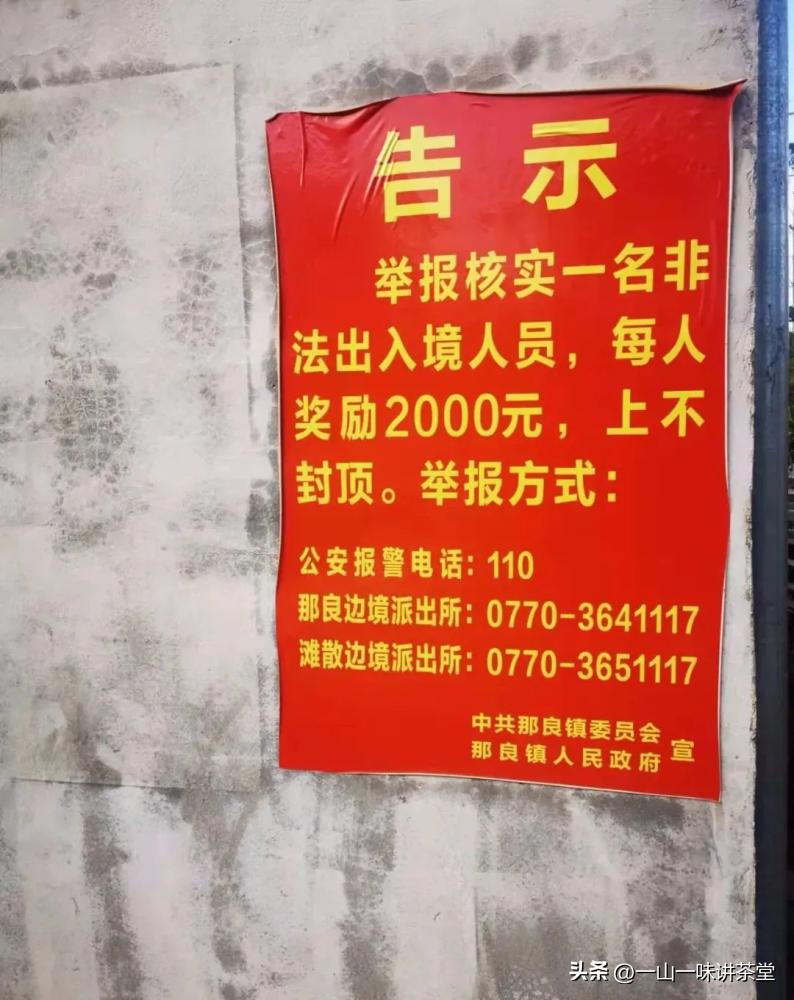 告示
举报核实一名非
法出入境人员，每人
奖励2000元，上不
封顶。举报方式：
公安报警电话：110
那良边境派出所：0770-3641117
滩散边境派出所：0770-3651117
中共那良镇委员会
那良镇人民政府
宣
头条 @一山一味讲茶堂